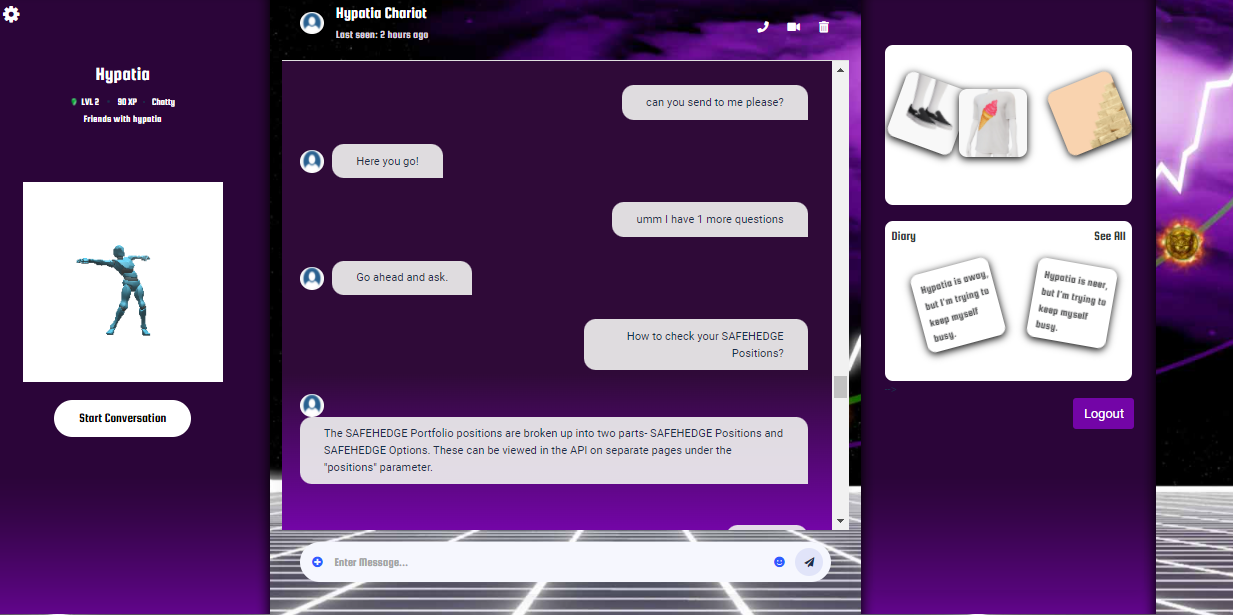 Hypatia
LVL 2 90 XP Chatty
Friends with hypatia
Start Conversation
Hypatia Chariot
Last seen: 2 hours ago
can you send to me please?
Here you go!
umm I have 1 more questions
Go ahead and ask.
How to check your SAFEHEDGE
Positions?
The SAFEHEDGE Portfolio positions are broken up into two parts- SAFEHEDGE Positions and
SAFEHEDGE Options. These can be viewed in the API on separate pages under the
"positions" parameter.
Enter Message...
Diary
See All
Hypatia is away,
but I'm trying to
keep myself
busy.
Hypatia is neer,
but I'm trying to
keep myself
busy.
-->
Logout